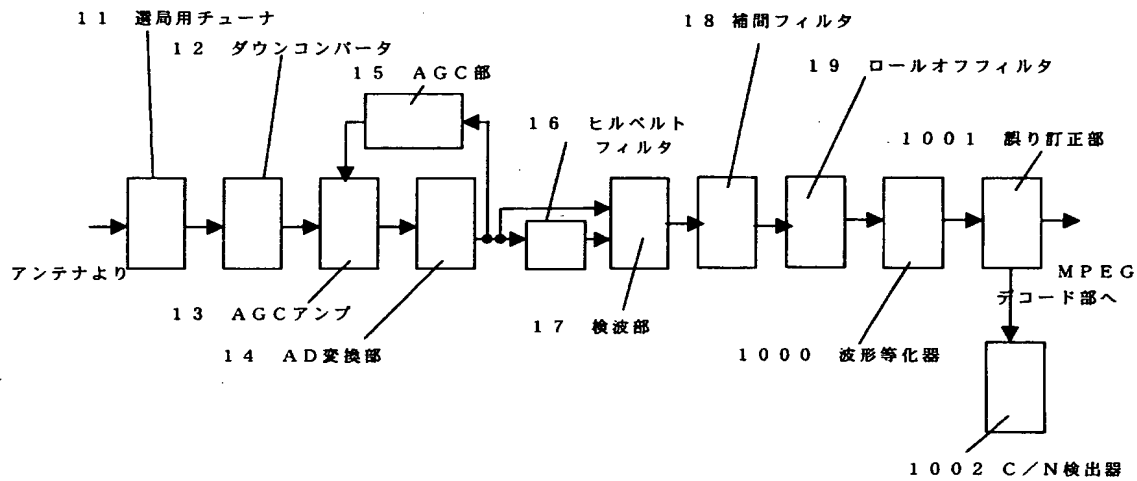 11 選局用チューナ
12 ダウンコンバータ
15 AGC部
16 ヒルベルト
フィルタ
18 補間フィルタ
19 ロールオフフィルタ
1001 誤り訂正部
アンテナより
13 AGCアンプ
14 AD変換部
17 検波部
1000 波形等化器
MPEG
デコード部へ
1002 C/N検出器